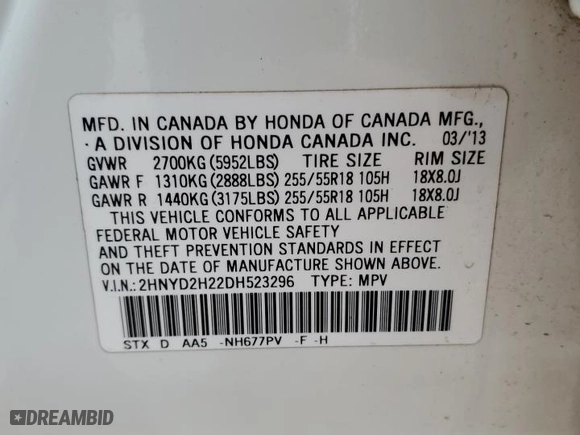 MFD. IN CANADA BY HONDA OF CANADA MFG.,
A DIVISION OF HONDA CANADA INC. 03/'13
GVWR 2700KG(5952LBS) TIRE SIZE RIM SIZE
GAWR F 1310KG(2888LBS) 255/55R18 105H 18X8.0J
GAWR R 1440KG(3175LBS) 255/55R18 105H 18X8.0J
THIS VEHICLE CONFORMS TO ALL APPLICABLE
FEDERAL MOTOR VEHICLE SAFETY
AND THEFT PREVENTION STANDARDS IN EFFECT
ON THE DATE OF MANUFACTURE SHOWN ABOVE.
V.I.N.:2HNYD2H22DH523296 TYPE: MPV
STX D AA5 -NH677PV -F -H
DREAMBID